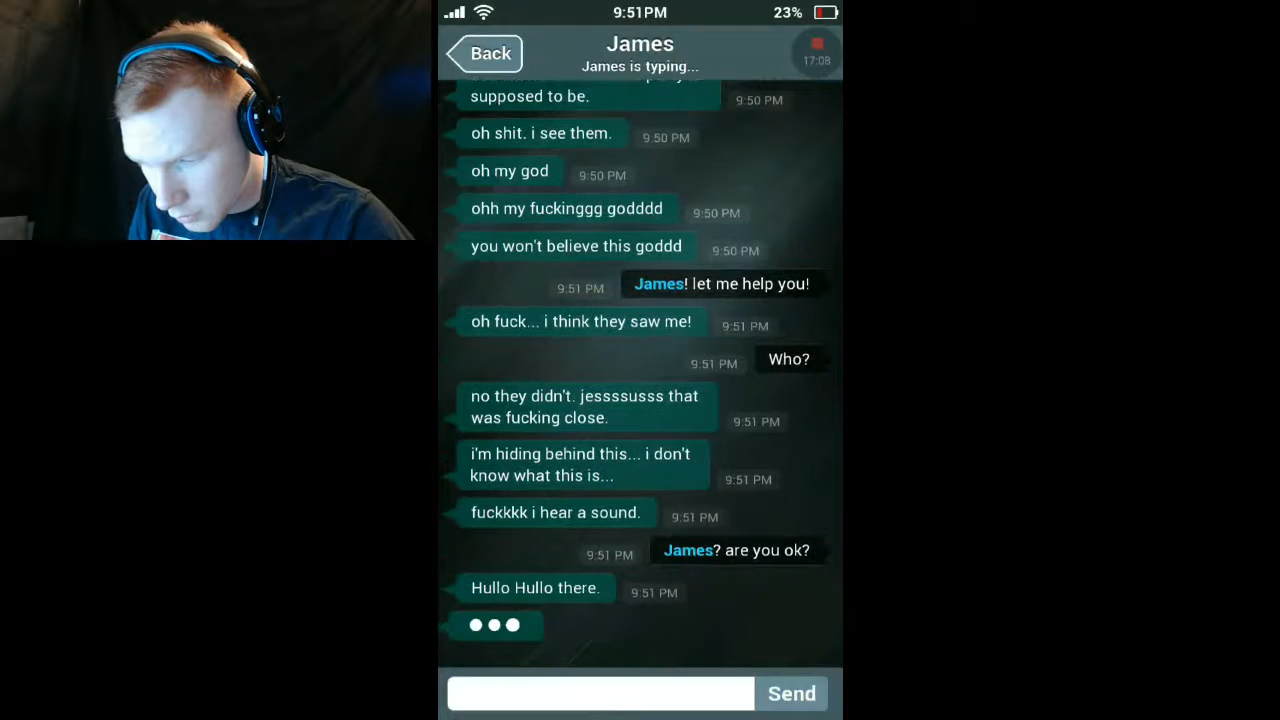 9:51PM
23%
Back
James
James is typing...
17:08
supposed to be.
9:50 PM
oh shit. i see them.
9:50 PM
oh my god
9:50 PM
ohh my fuckinggg godddd
9:50 PM
you won't believe this goddd
9:50 PM
9:51 PM
James! let me help you!
oh fuck... i think they saw me!
9:51 PM
9:51 PM
Who?
no they didn't. jessssusss that
was fucking close.
9:51 PM
i'm hiding behind this... i don't
know what this is...
9:51 PM
fuckkkk i hear a sound.
9:51 PM
9:51 PM
James? are you ok?
Hullo Hullo there.
9:51 PM
Send